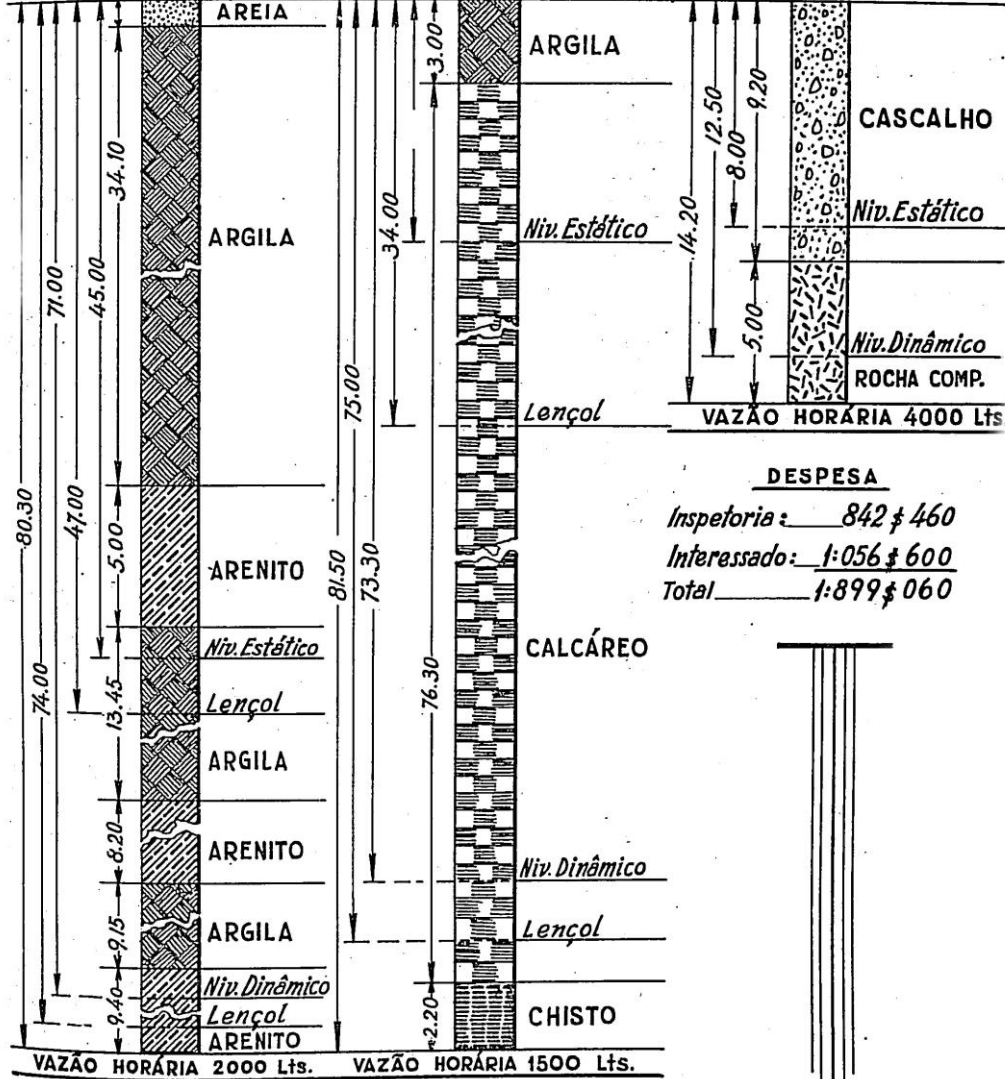 AREIA
34.10
ARGILA
71.00
45.00
80.30
47.00
5.00
ARENITO
Niv. Estático
74.00
13.45
Lençol
ARGILA
8.20
ARENITO
9.15
ARGILA
9.40
Niv. Dinâmico
Lençol
ARENITO
VAZÃO HORÁRIA 2000 Lts.
3.00
ARGILA
34.00
Niv. Estático
75.00
Lençol
81.50
73.30
76.30
CALCÁREO
Niv. Dinâmico
Lençol
2.20
CHISTO
VAZÃO HORÁRIA 1500 Lts.
12.50
9.20
8.00
CASCALHO
14.20
Niv. Estático
5.00
Niv. Dinâmico
ROCHA COMP.
VAZÃO HORÁRIA 4000 Lts
DESPESA
Inspetoria: 842$460
Interessado: 1:056$600
Total 1:899$060